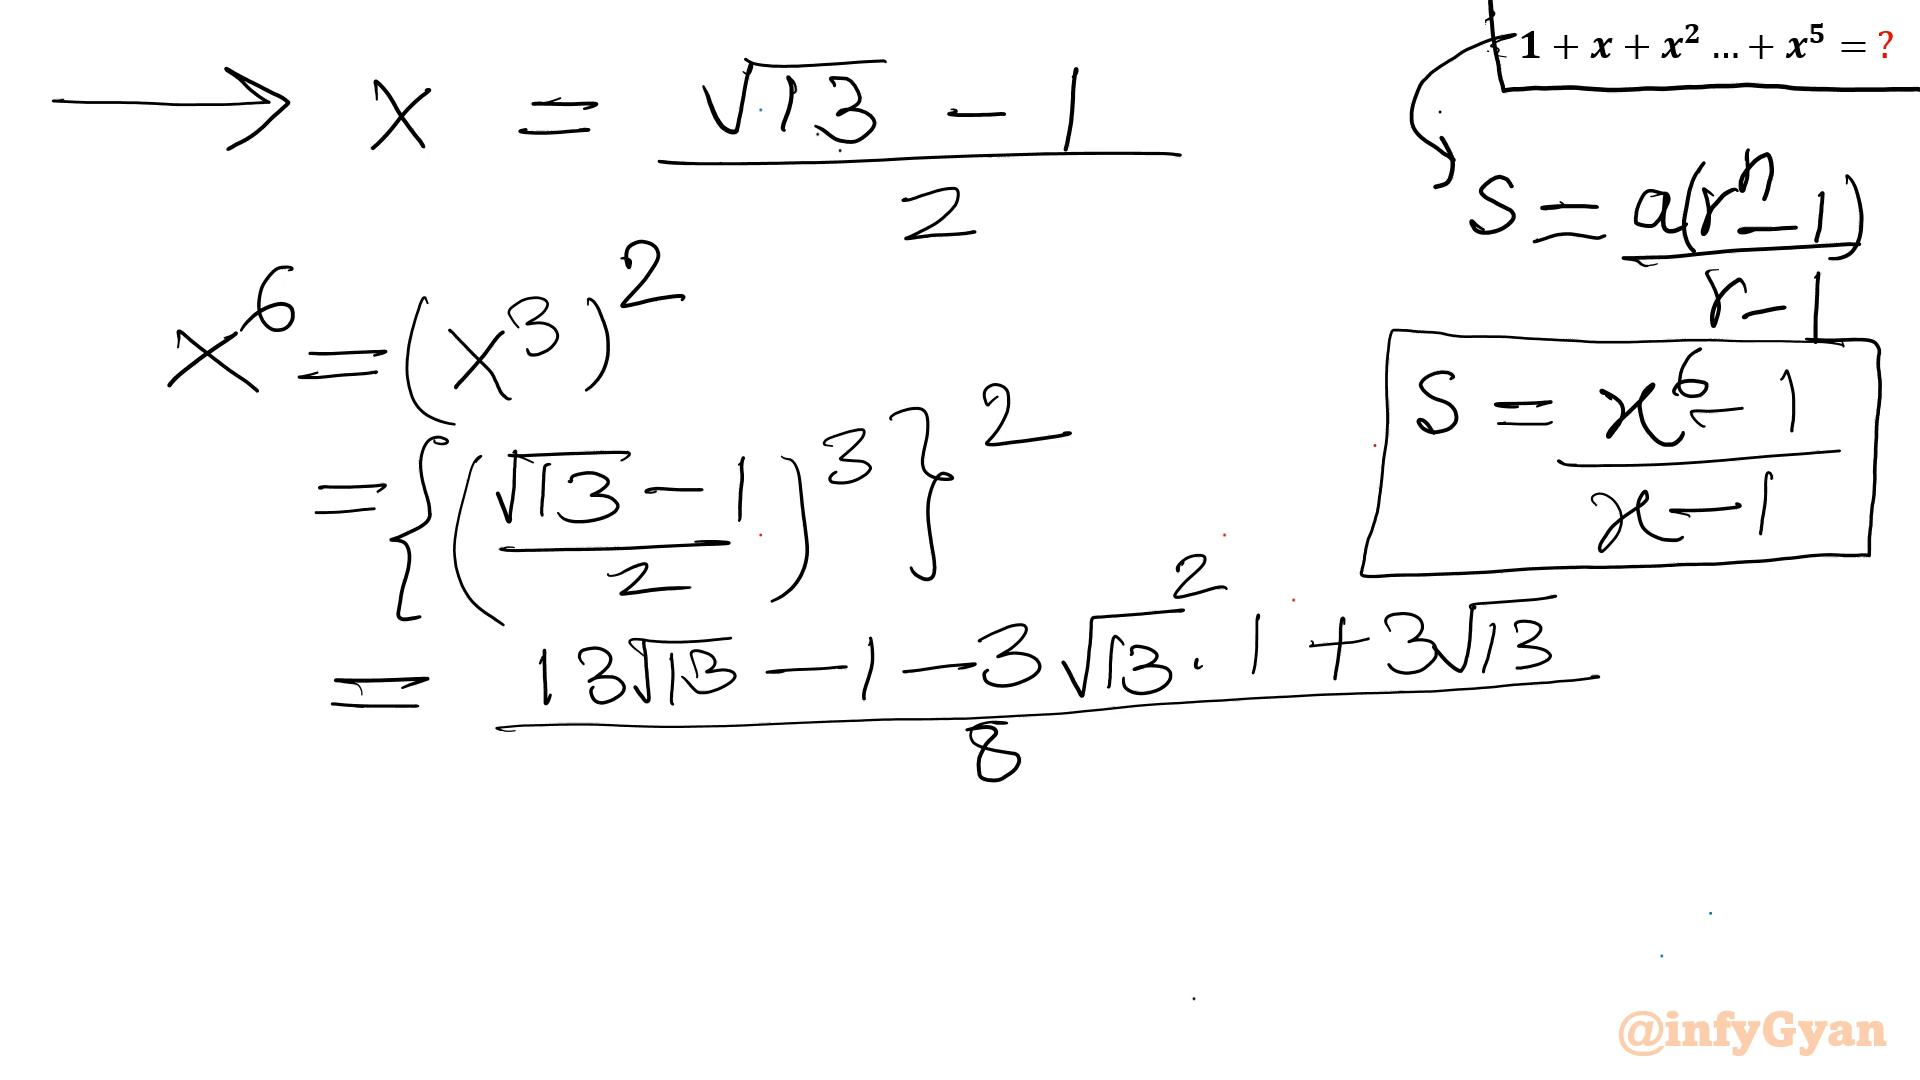 1 + x + x² ... + x⁵ = ?
→ x = (√13 − 1)/2
S = a(rⁿ − 1)/(r − 1)
x⁶ = (x³)²
S = (x⁶ − 1)/(x − 1)
= {((√13 − 1)/2)³}²
= (13√13 − 1 − 3√13² · 1 + 3√13)/8
@infyGyan